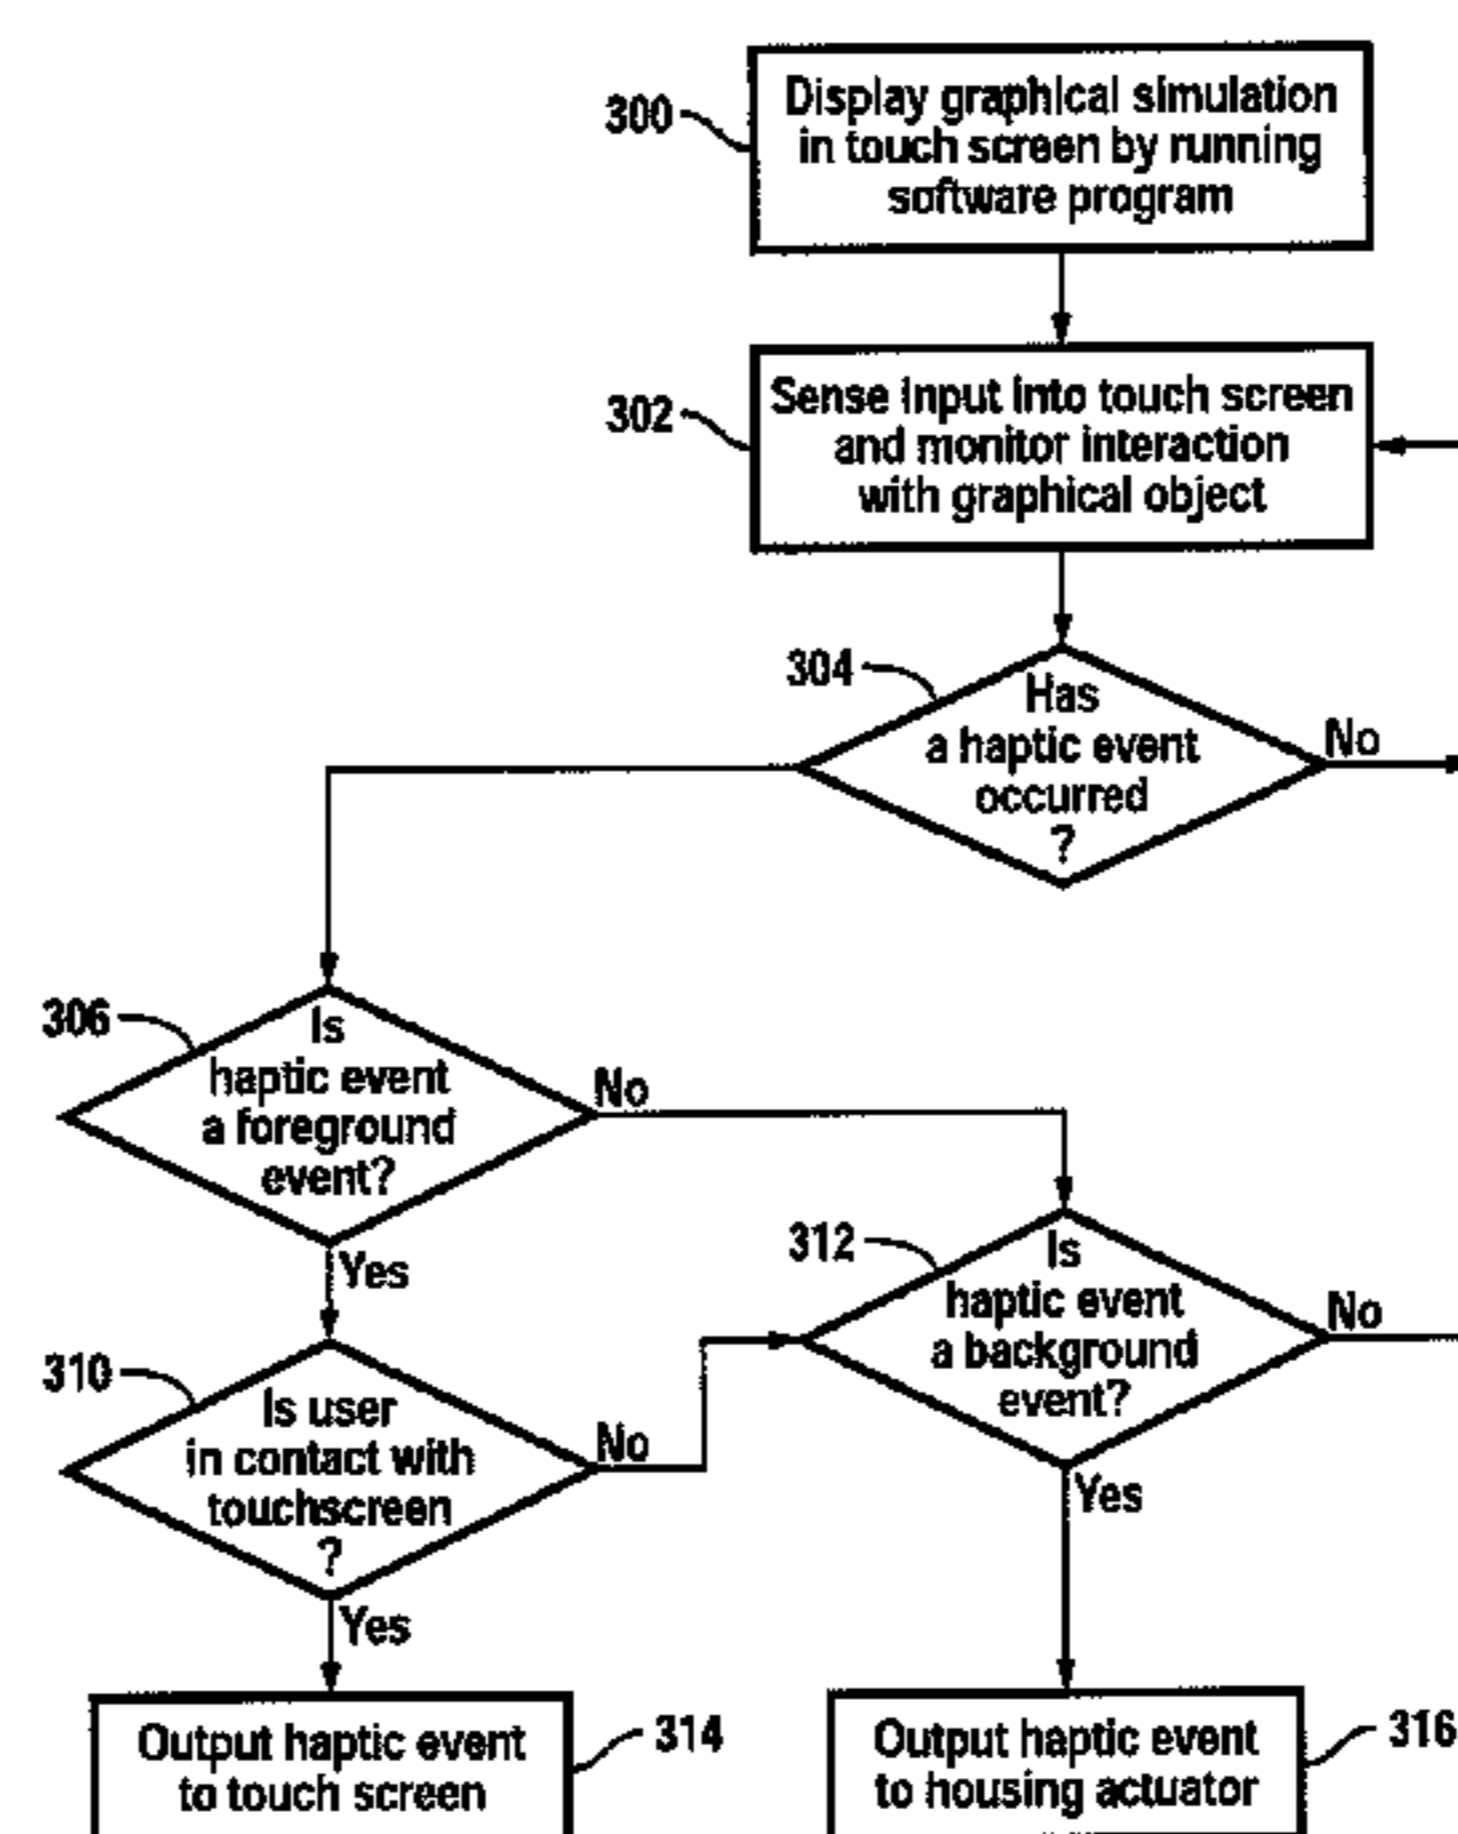 300
Display graphical simulation
in touch screen by running
software program
302
Sense input into touch screen
and monitor interaction
with graphical object
304
Has
a haptic event
occurred
?
No
306
Is
haptic event
a foreground
event?
No
Yes
312
Is
haptic event
a background
event?
No
Yes
310
Is user
in contact with
touchscreen
?
No
Yes
Output haptic event
to touch screen
314
Output haptic event
to housing actuator
316